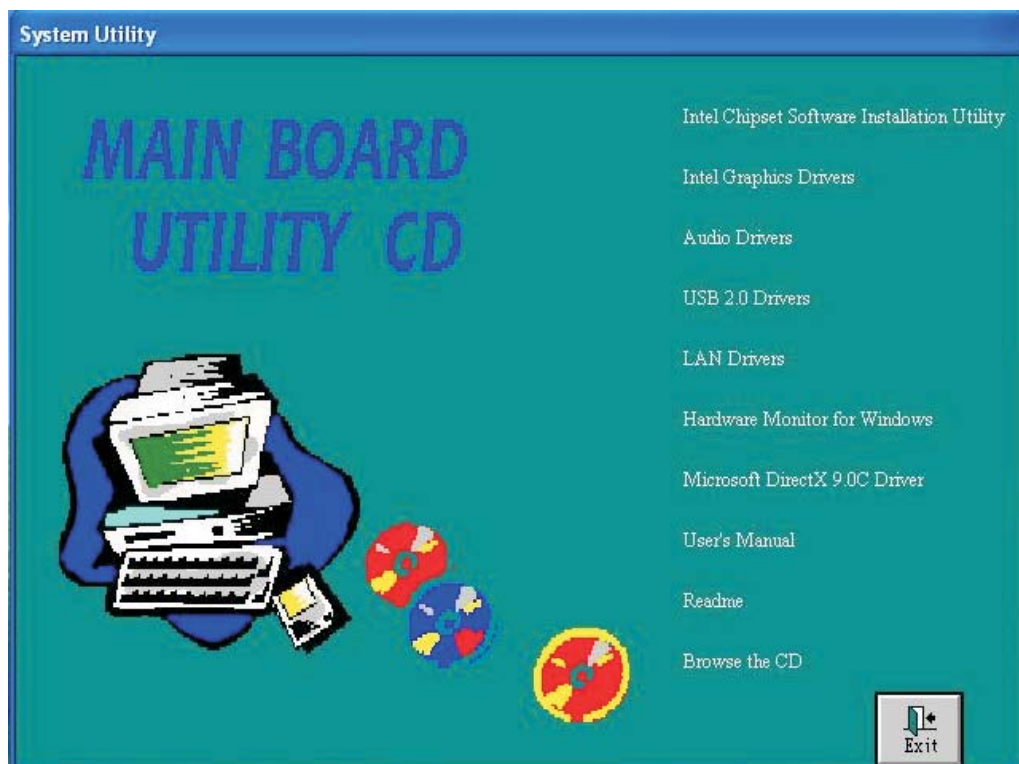 System Utility
MAIN BOARD
UTILITY CD
Intel Chipset Software Installation Utility
Intel Graphics Drivers
Audio Drivers
USB 2.0 Drivers
LAN Drivers
Hardware Monitor for Windows
Microsoft DirectX 9.0C Driver
User's Manual
Readme
Browse the CD
Exit